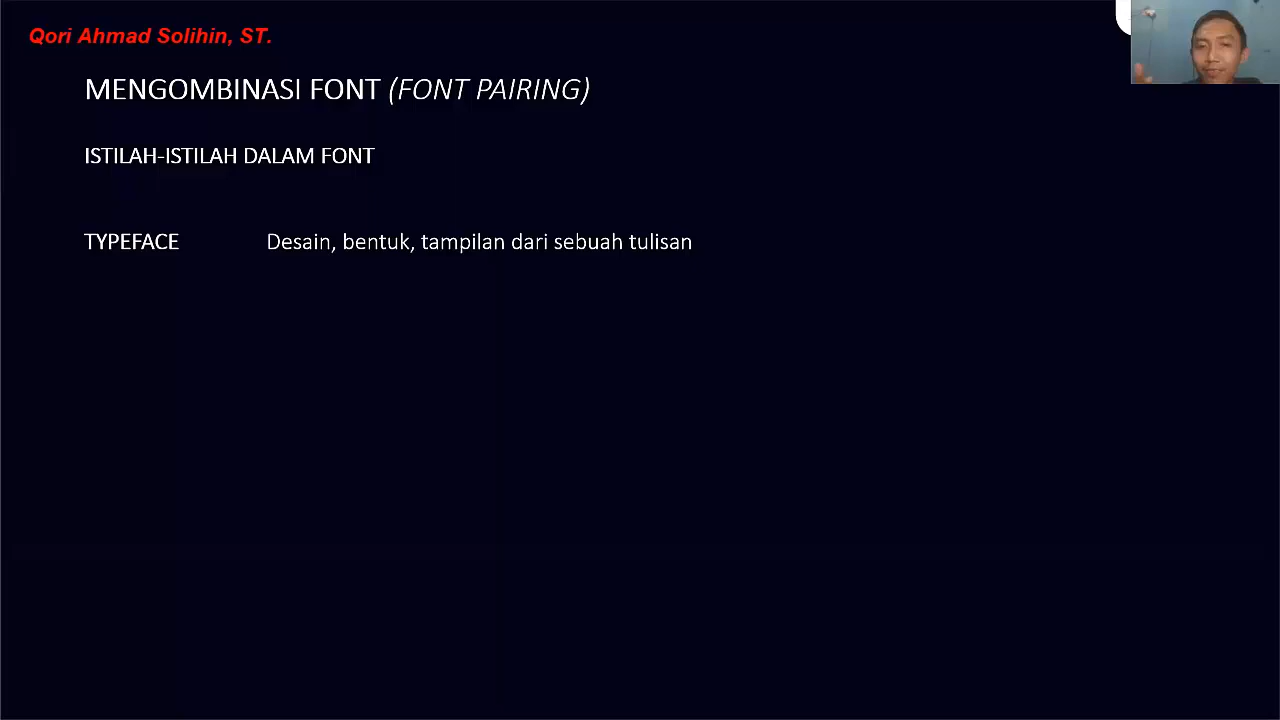 Qori Ahmad Solihin, ST.
MENGOMBINASI FONT (FONT PAIRING)
ISTILAH-ISTILAH DALAM FONT
TYPEFACE Desain, bentuk, tampilan dari sebuah tulisan